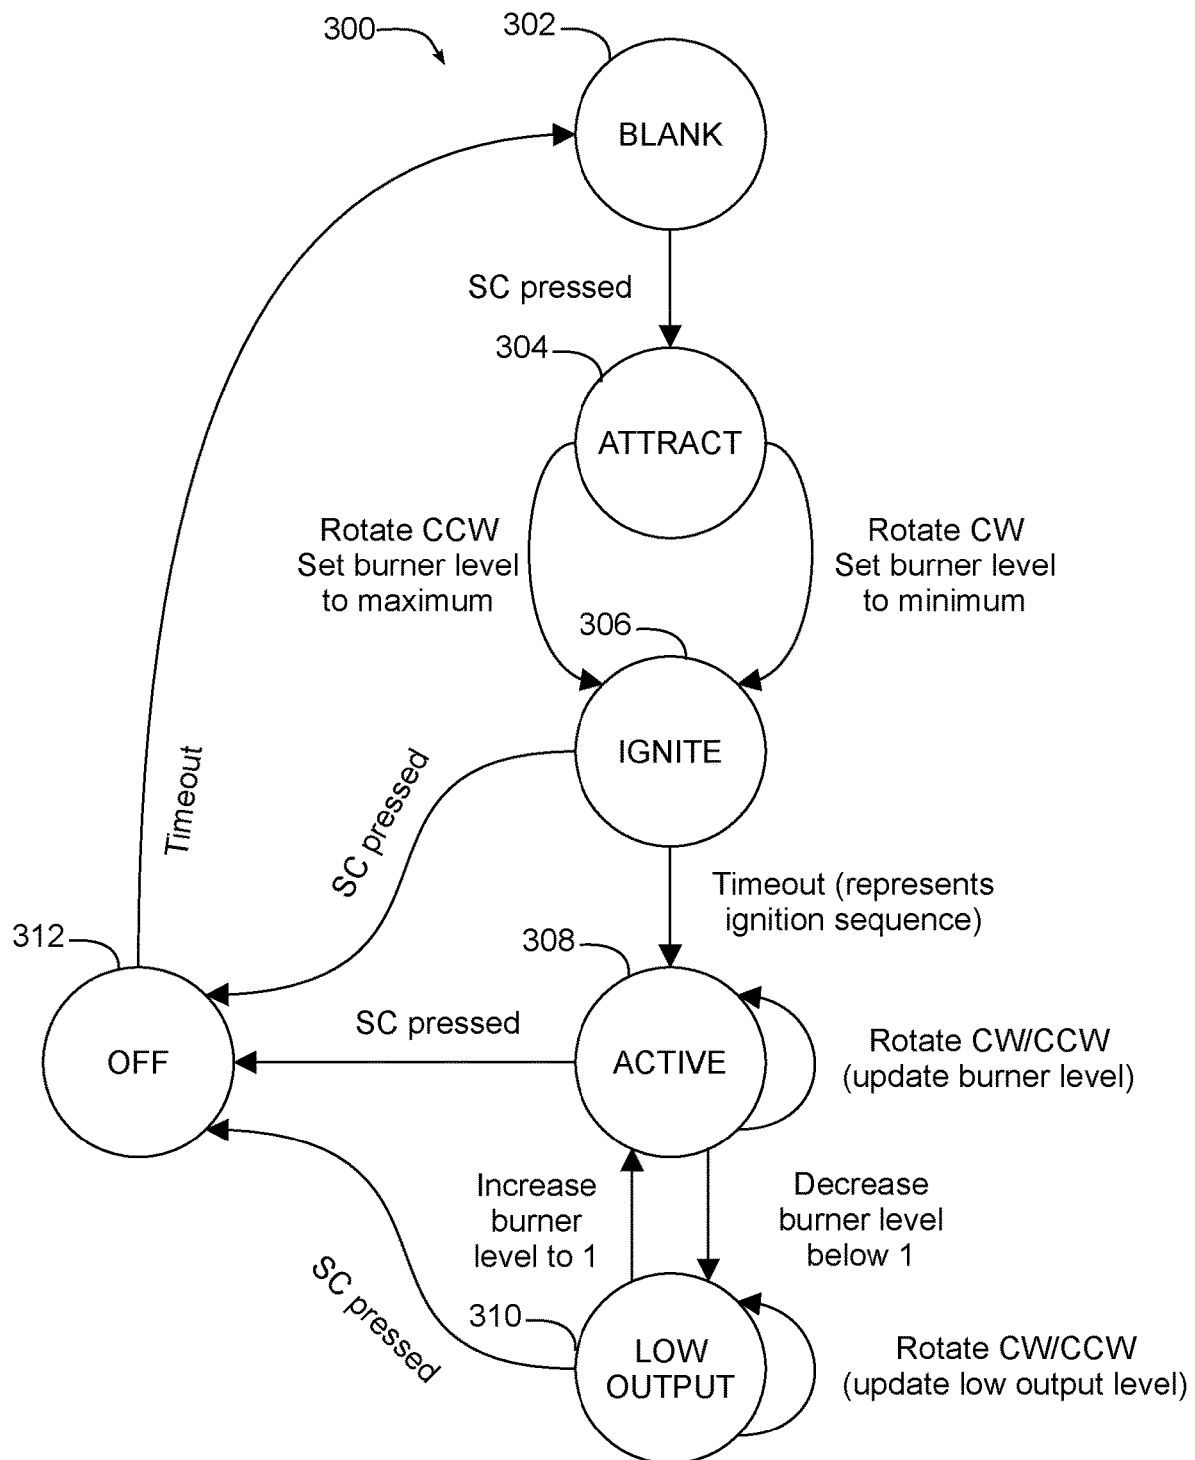 300
302
BLANK
SC pressed
304
ATTRACT
Rotate CCW
Set burner level
to maximum
Rotate CW
Set burner level
to minimum
306
IGNITE
Timeout
SC pressed
Timeout (represents
ignition sequence)
312
308
OFF
SC pressed
ACTIVE
Rotate CW/CCW
(update burner level)
Increase
burner
level to 1
Decrease
burner level
below 1
SC pressed
310
LOW
OUTPUT
Rotate CW/CCW
(update low output level)